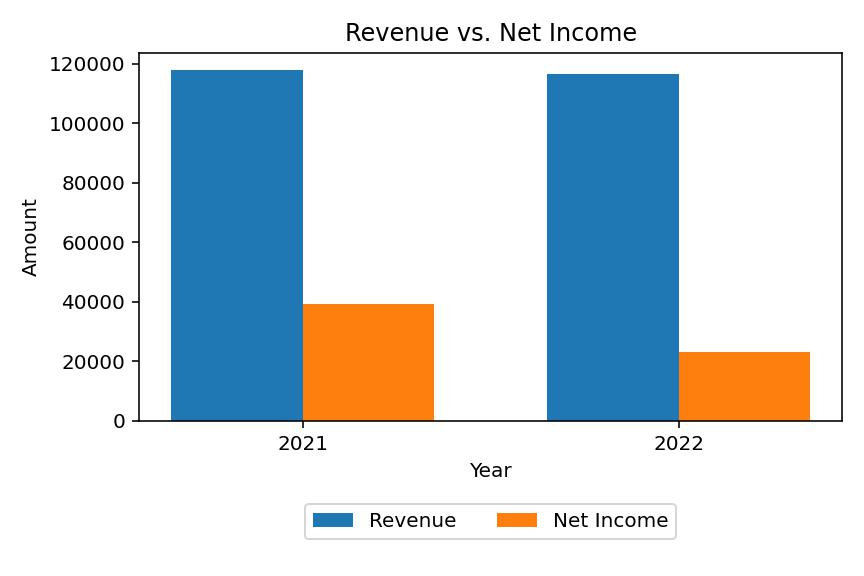 Revenue vs. Net Income
120000
100000
80000
60000
40000
20000
0
Amount
2021 2022
Year
Revenue Net Income